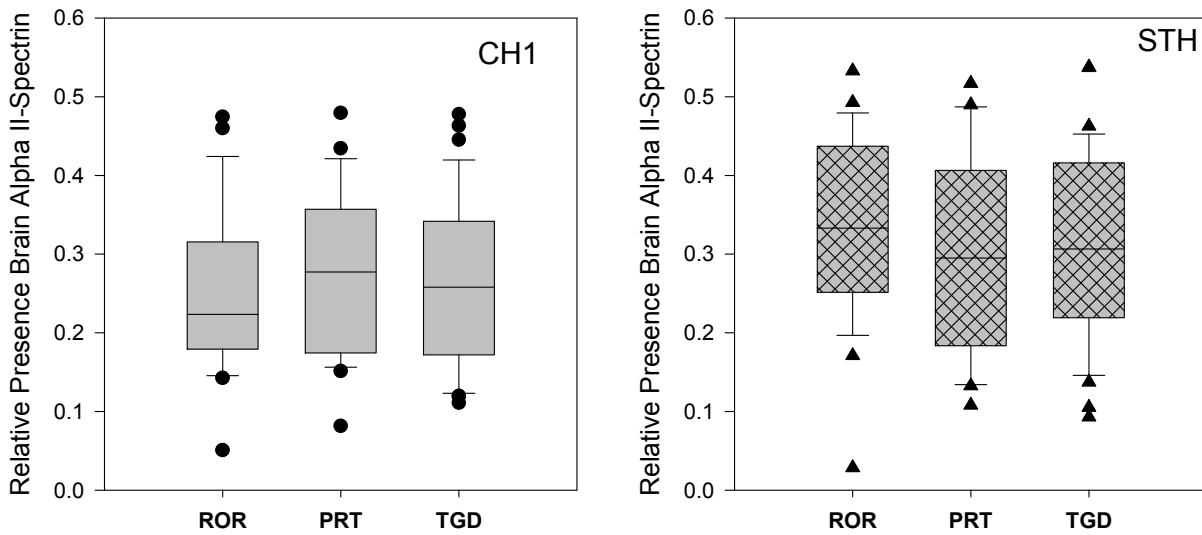 Relative Presence Brain Alpha II-Spectrin
0.6
0.5
0.4
0.3
0.2
0.1
0.0
CH1
ROR PRT TGD
Relative Presence Brain Alpha II-Spectrin
0.6
0.5
0.4
0.3
0.2
0.1
0.0
STH
ROR PRT TGD